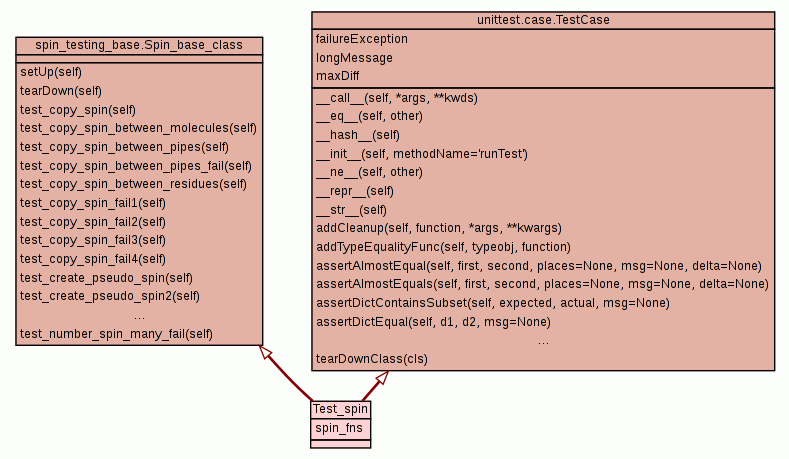 spin_testing_base.Spin_base_class
setUp(self)
tearDown(self)
test_copy_spin(self)
test_copy_spin_between_molecules(self)
test_copy_spin_between_pipes(self)
test_copy_spin_between_pipes_fail(self)
test_copy_spin_between_residues(self)
test_copy_spin_fail1(self)
test_copy_spin_fail2(self)
test_copy_spin_fail3(self)
test_copy_spin_fail4(self)
test_create_pseudo_spin(self)
test_create_pseudo_spin2(self)
...
test_number_spin_many_fail(self)
unittest.case.TestCase
failureException
longMessage
maxDiff
__call__(self, *args, **kwds)
__eq__(self, other)
__hash__(self)
__init__(self, methodName='runTest')
__ne__(self, other)
__repr__(self)
__str__(self)
addCleanup(self, function, *args, **kwargs)
addTypeEqualityFunc(self, typeobj, function)
assertAlmostEqual(self, first, second, places=None, msg=None, delta=None)
assertAlmostEquals(self, first, second, places=None, msg=None, delta=None)
assertDictContainsSubset(self, expected, actual, msg=None)
assertDictEqual(self, d1, d2, msg=None)
...
tearDownClass(cls)
Test_spin
spin_fns